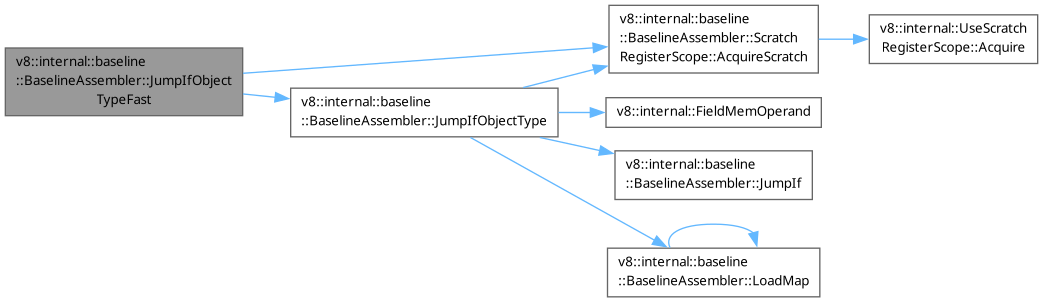 v8::internal::baseline
::BaselineAssembler::JumpIfObject
TypeFast
v8::internal::baseline
::BaselineAssembler::JumpIfObjectType
v8::internal::baseline
::BaselineAssembler::Scratch
RegisterScope::AcquireScratch
v8::internal::UseScratch
RegisterScope::Acquire
v8::internal::FieldMemOperand
v8::internal::baseline
::BaselineAssembler::JumpIf
v8::internal::baseline
::BaselineAssembler::LoadMap